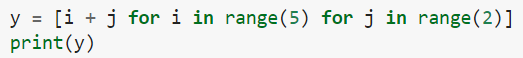 y = [i + j for i in range(5) for j in range(2)]
print(y)